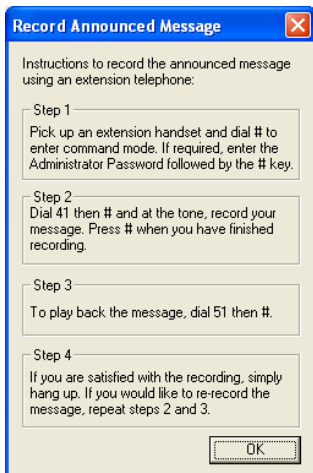 Record Announced Message
Instructions to record the announced message
using an extension telephone:
Step 1
Pick up an extension handset and dial # to
enter command mode. If required, enter the
Administrator Password followed by the # key.
Step 2
Dial 41 then # and at the tone, record your
message. Press # when you have finished
recording.
Step 3
To play back the message, dial 51 then #.
Step 4
If you are satisfied with the recording, simply
hang up. If you would like to re-record the
message, repeat steps 2 and 3.
OK